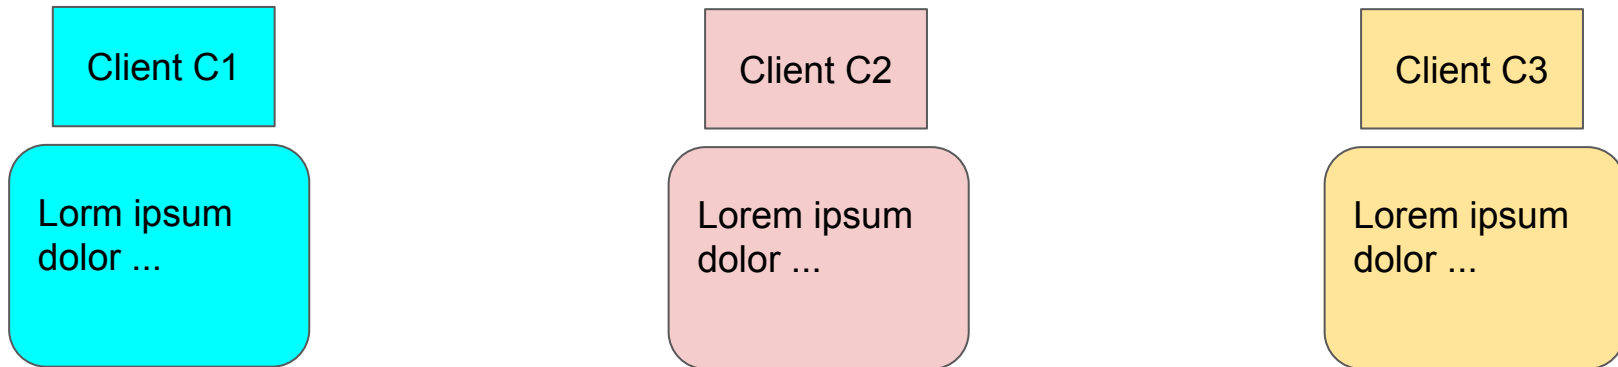 Client C1
Client C2
Client C3
Lorm ipsum
dolor ...
Lorem ipsum
dolor ...
Lorem ipsum
dolor ...